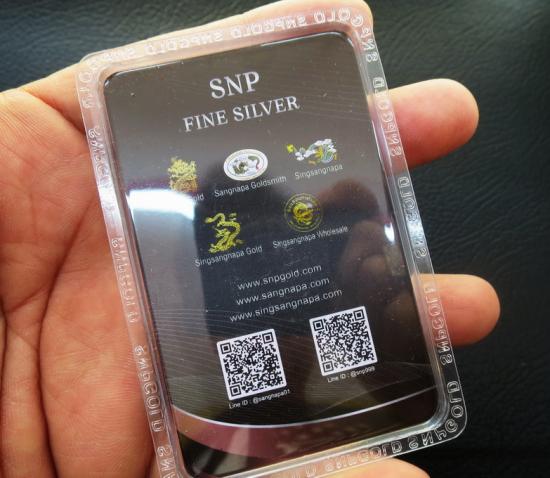 SNP
FINE SILVER
Sangnapa Goldsmith
Singsangnapa
Singsangnapa Gold
Singsangnapa Wholesale
www.snpgold.com
www.sangnapa.com
www.singsangnapa.com
Line ID : @sangnapa01
Line ID : @snp999
SNPGOLD SNPGOLD